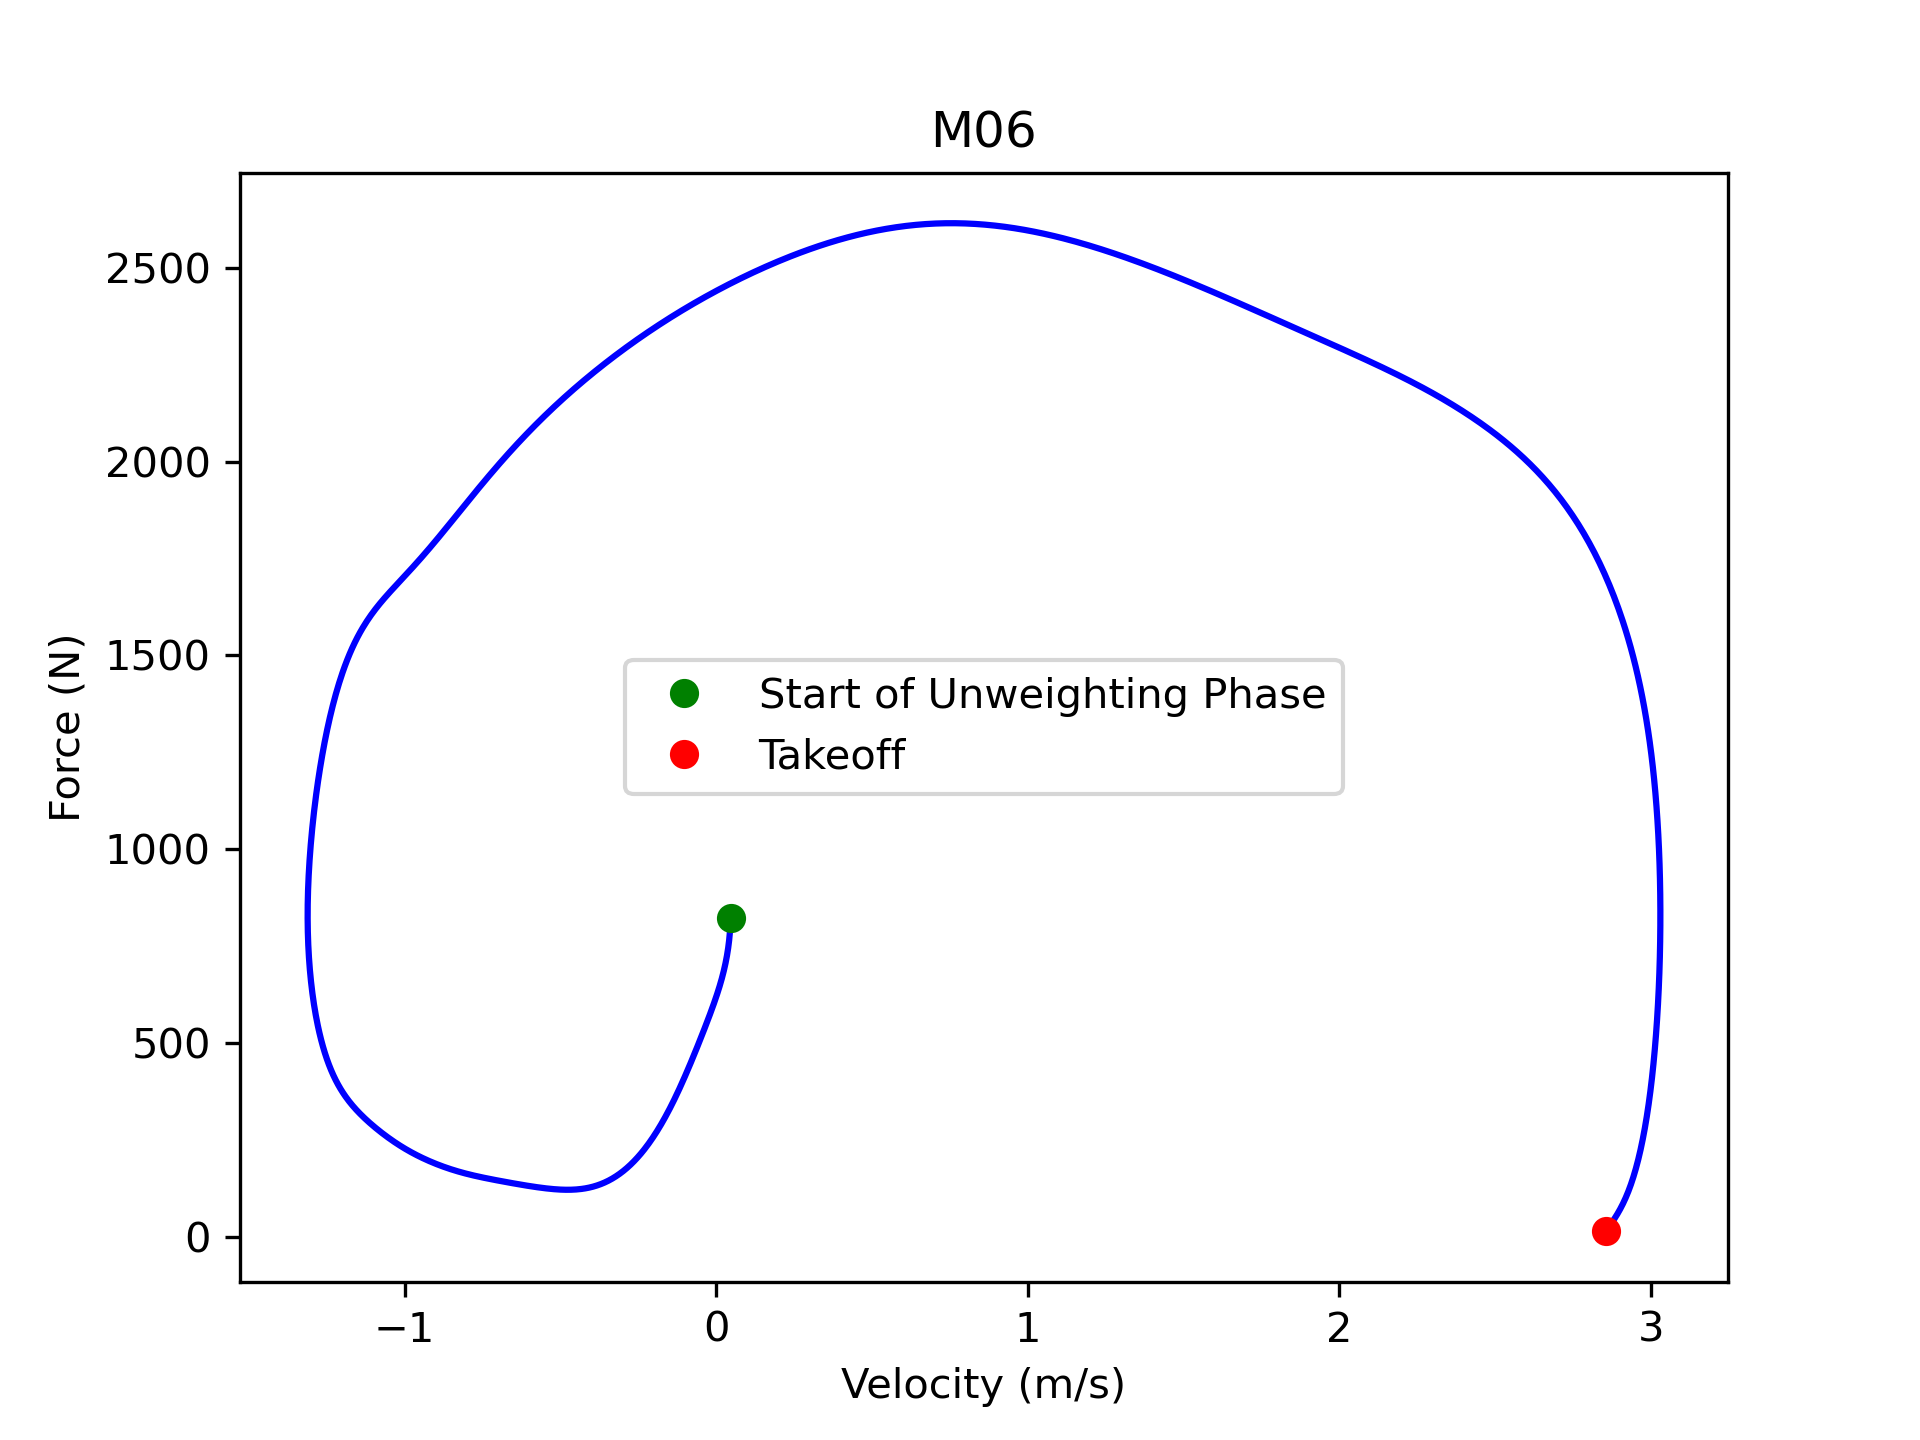 M06
2500
2000
1500
1000
500
0
Force (N)
Start of Unweighting Phase
Takeoff
−1 0 1 2 3
Velocity (m/s)